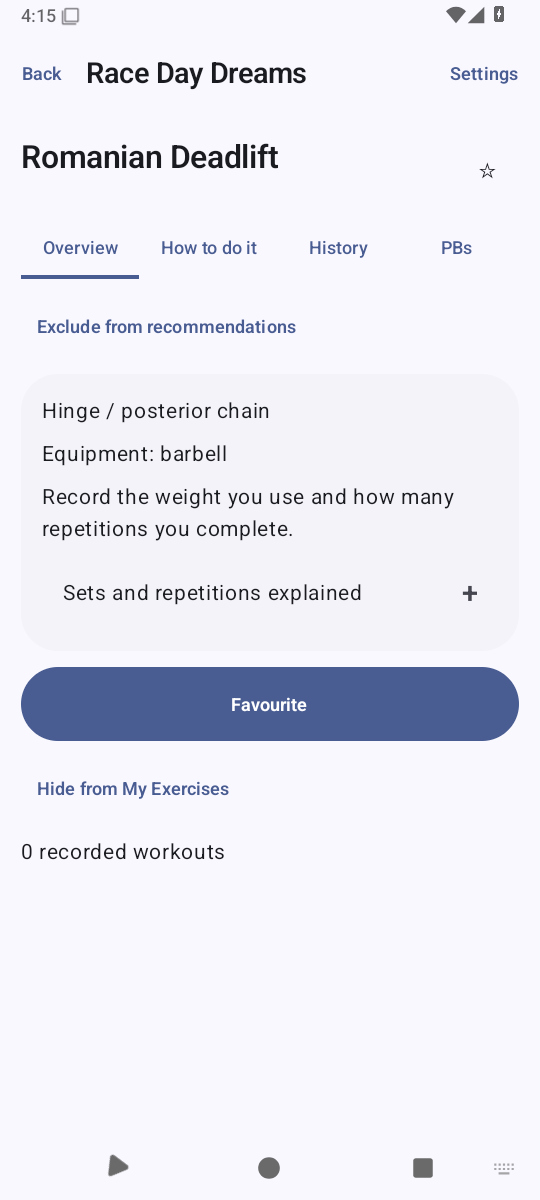 4:15
Back Race Day Dreams Settings
Romanian Deadlift
☆
Overview How to do it History PBs
Exclude from recommendations
Hinge / posterior chain
Equipment: barbell
Record the weight you use and how many
repetitions you complete.
Sets and repetitions explained +
Favourite
Hide from My Exercises
0 recorded workouts